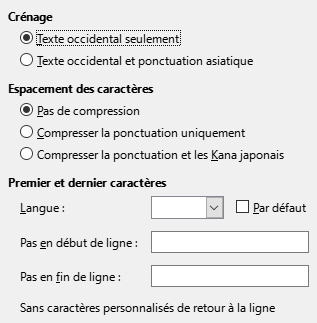 Crénage
Texte occidental seulement
Texte occidental et ponctuation asiatique
Espacement des caractères
Pas de compression
Compresser la ponctuation uniquement
Compresser la ponctuation et les Kana japonais
Premier et dernier caractères
Langue :
Par défaut
Pas en début de ligne :
Pas en fin de ligne :
Sans caractères personnalisés de retour à la ligne